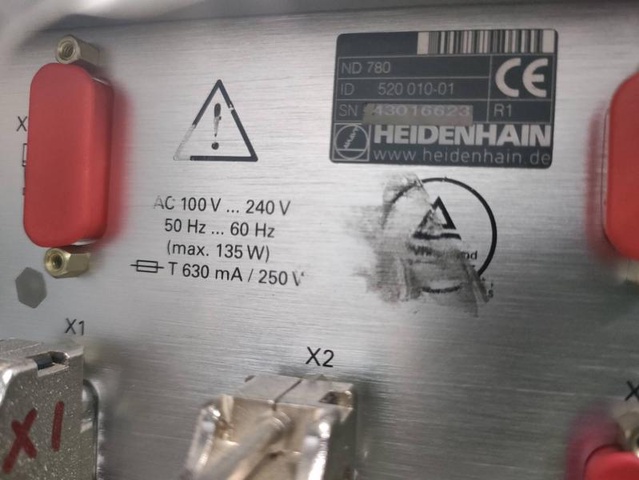 ND 780
ID 520 010-01
SN 43016623 R1
CE
HEIDENHAIN
www.heidenhain.de
AC 100 V ... 240 V
50 Hz ... 60 Hz
(max. 135 W)
T 630 mA / 250 V
X1
X2
X1
X
X